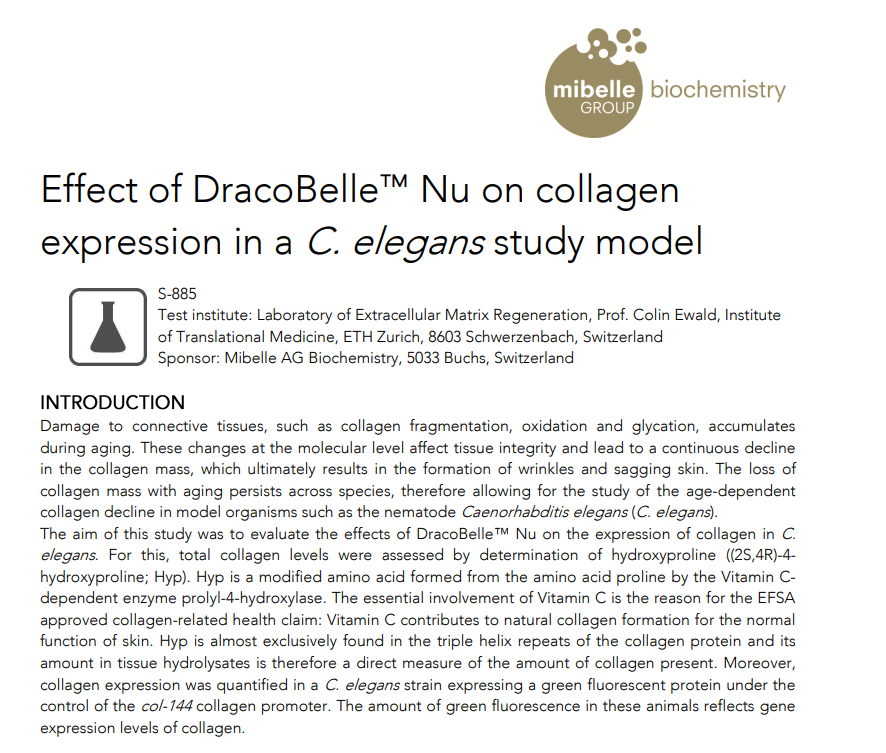 mibelle
GROUP
biochemistry
Effect of DracoBelle™ Nu on collagen
expression in a C. elegans study model
S-885
Test institute: Laboratory of Extracellular Matrix Regeneration, Prof. Colin Ewald, Institute
of Translational Medicine, ETH Zurich, 8603 Schwerzenbach, Switzerland
Sponsor: Mibelle AG Biochemistry, 5033 Buchs, Switzerland
INTRODUCTION
Damage to connective tissues, such as collagen fragmentation, oxidation and glycation, accumulates
during aging. These changes at the molecular level affect tissue integrity and lead to a continuous decline
in the collagen mass, which ultimately results in the formation of wrinkles and sagging skin. The loss of
collagen mass with aging persists across species, therefore allowing for the study of the age-dependent
collagen decline in model organisms such as the nematode Caenorhabditis elegans (C. elegans).
The aim of this study was to evaluate the effects of DracoBelle™ Nu on the expression of collagen in C.
elegans. For this, total collagen levels were assessed by determination of hydroxyproline ((2S,4R)-4-
hydroxyproline; Hyp). Hyp is a modified amino acid formed from the amino acid proline by the Vitamin C-
dependent enzyme prolyl-4-hydroxylase. The essential involvement of Vitamin C is the reason for the EFSA
approved collagen-related health claim: Vitamin C contributes to natural collagen formation for the normal
function of skin. Hyp is almost exclusively found in the triple helix repeats of the collagen protein and its
amount in tissue hydrolysates is therefore a direct measure of the amount of collagen present. Moreover,
collagen expression was quantified in a C. elegans strain expressing a green fluorescent protein under the
control of the col-144 collagen promoter. The amount of green fluorescence in these animals reflects gene
expression levels of collagen.